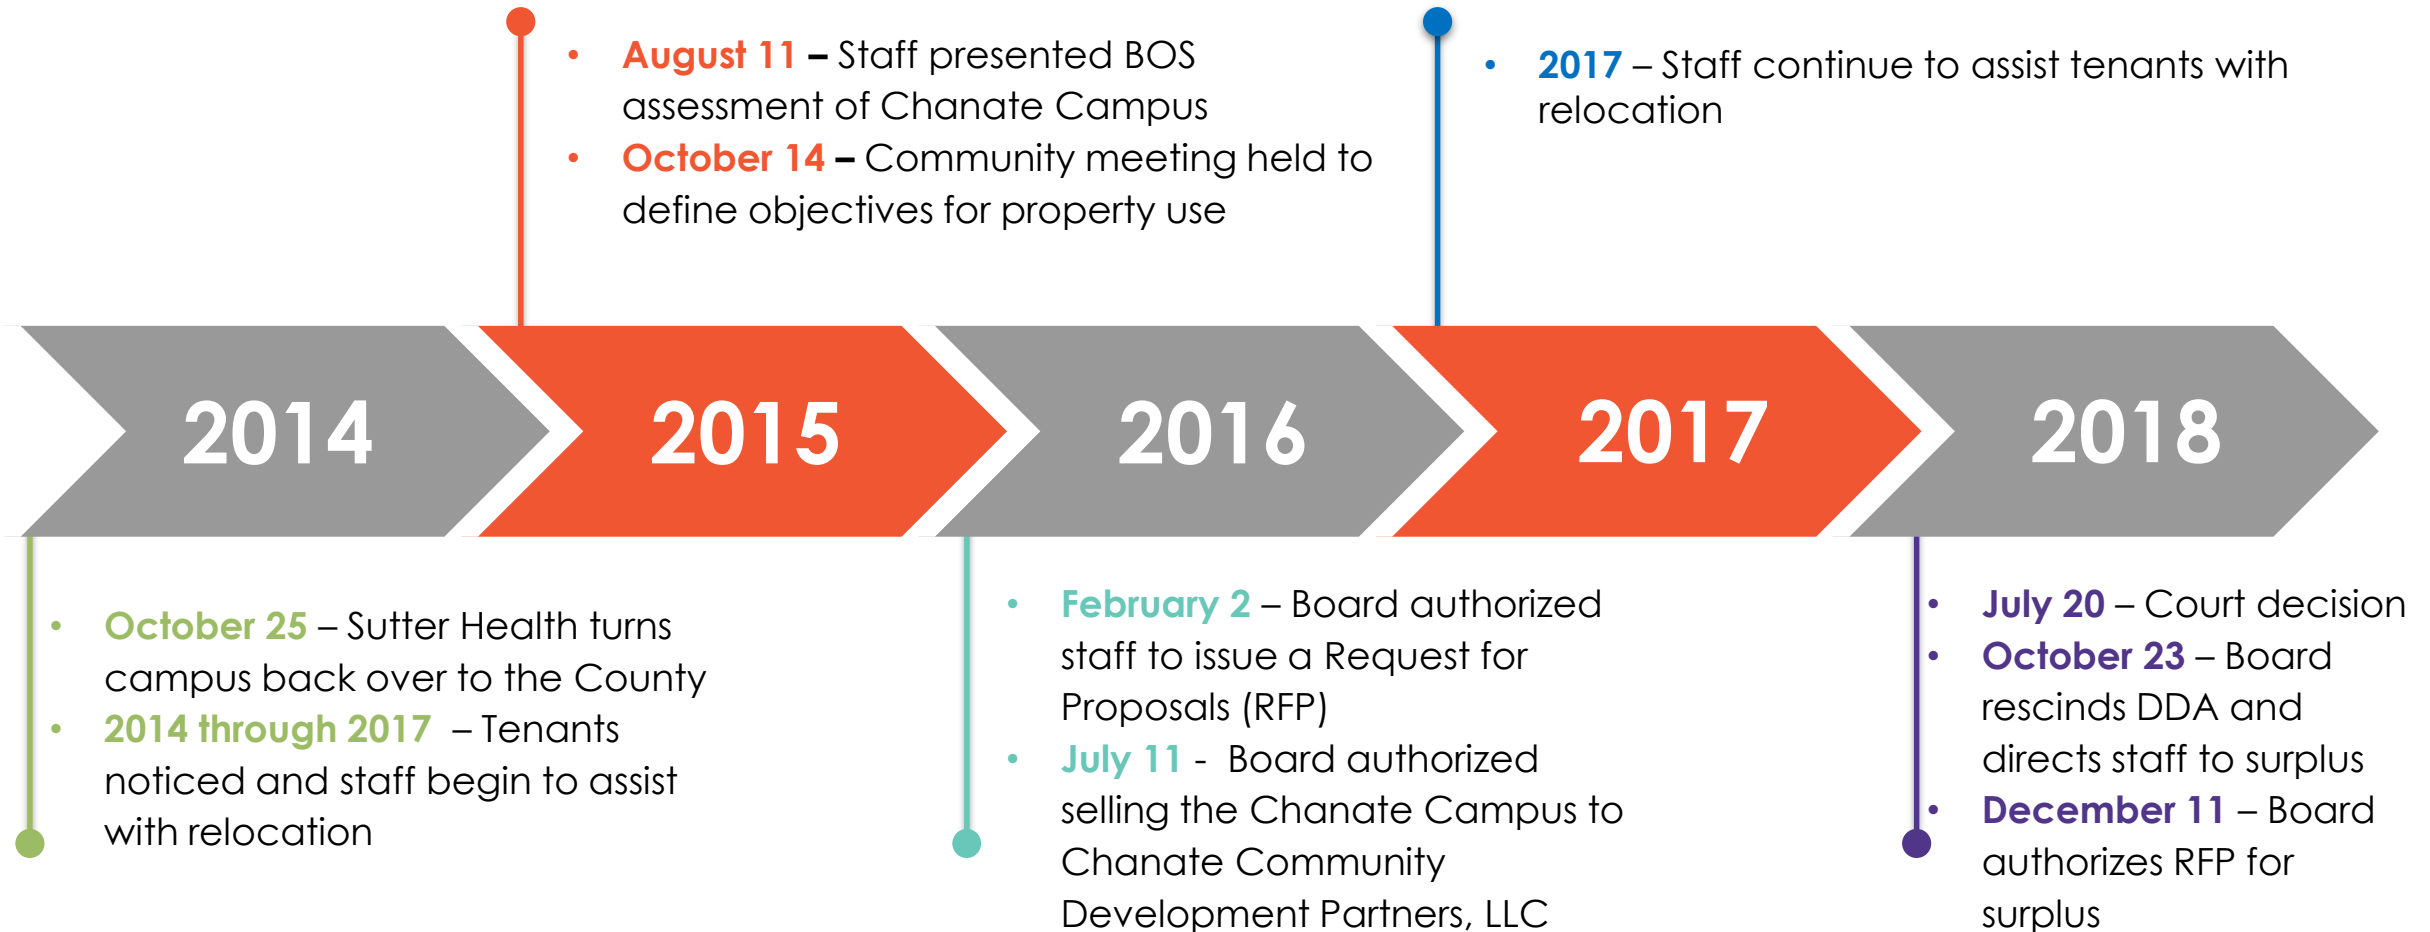 • August 11 – Staff presented BOS
assessment of Chanate Campus
• October 14 – Community meeting held to
define objectives for property use
• 2017 – Staff continue to assist tenants with
relocation
2014
2015
2016
2017
2018
• October 25 – Sutter Health turns
campus back over to the County
• 2014 through 2017 – Tenants
noticed and staff begin to assist
with relocation
• February 2 – Board authorized
staff to issue a Request for
Proposals (RFP)
• July 11 - Board authorized
selling the Chanate Campus to
Chanate Community
Development Partners, LLC
• July 20 – Court decision
• October 23 – Board
rescinds DDA and
directs staff to surplus
• December 11 – Board
authorizes RFP for
surplus